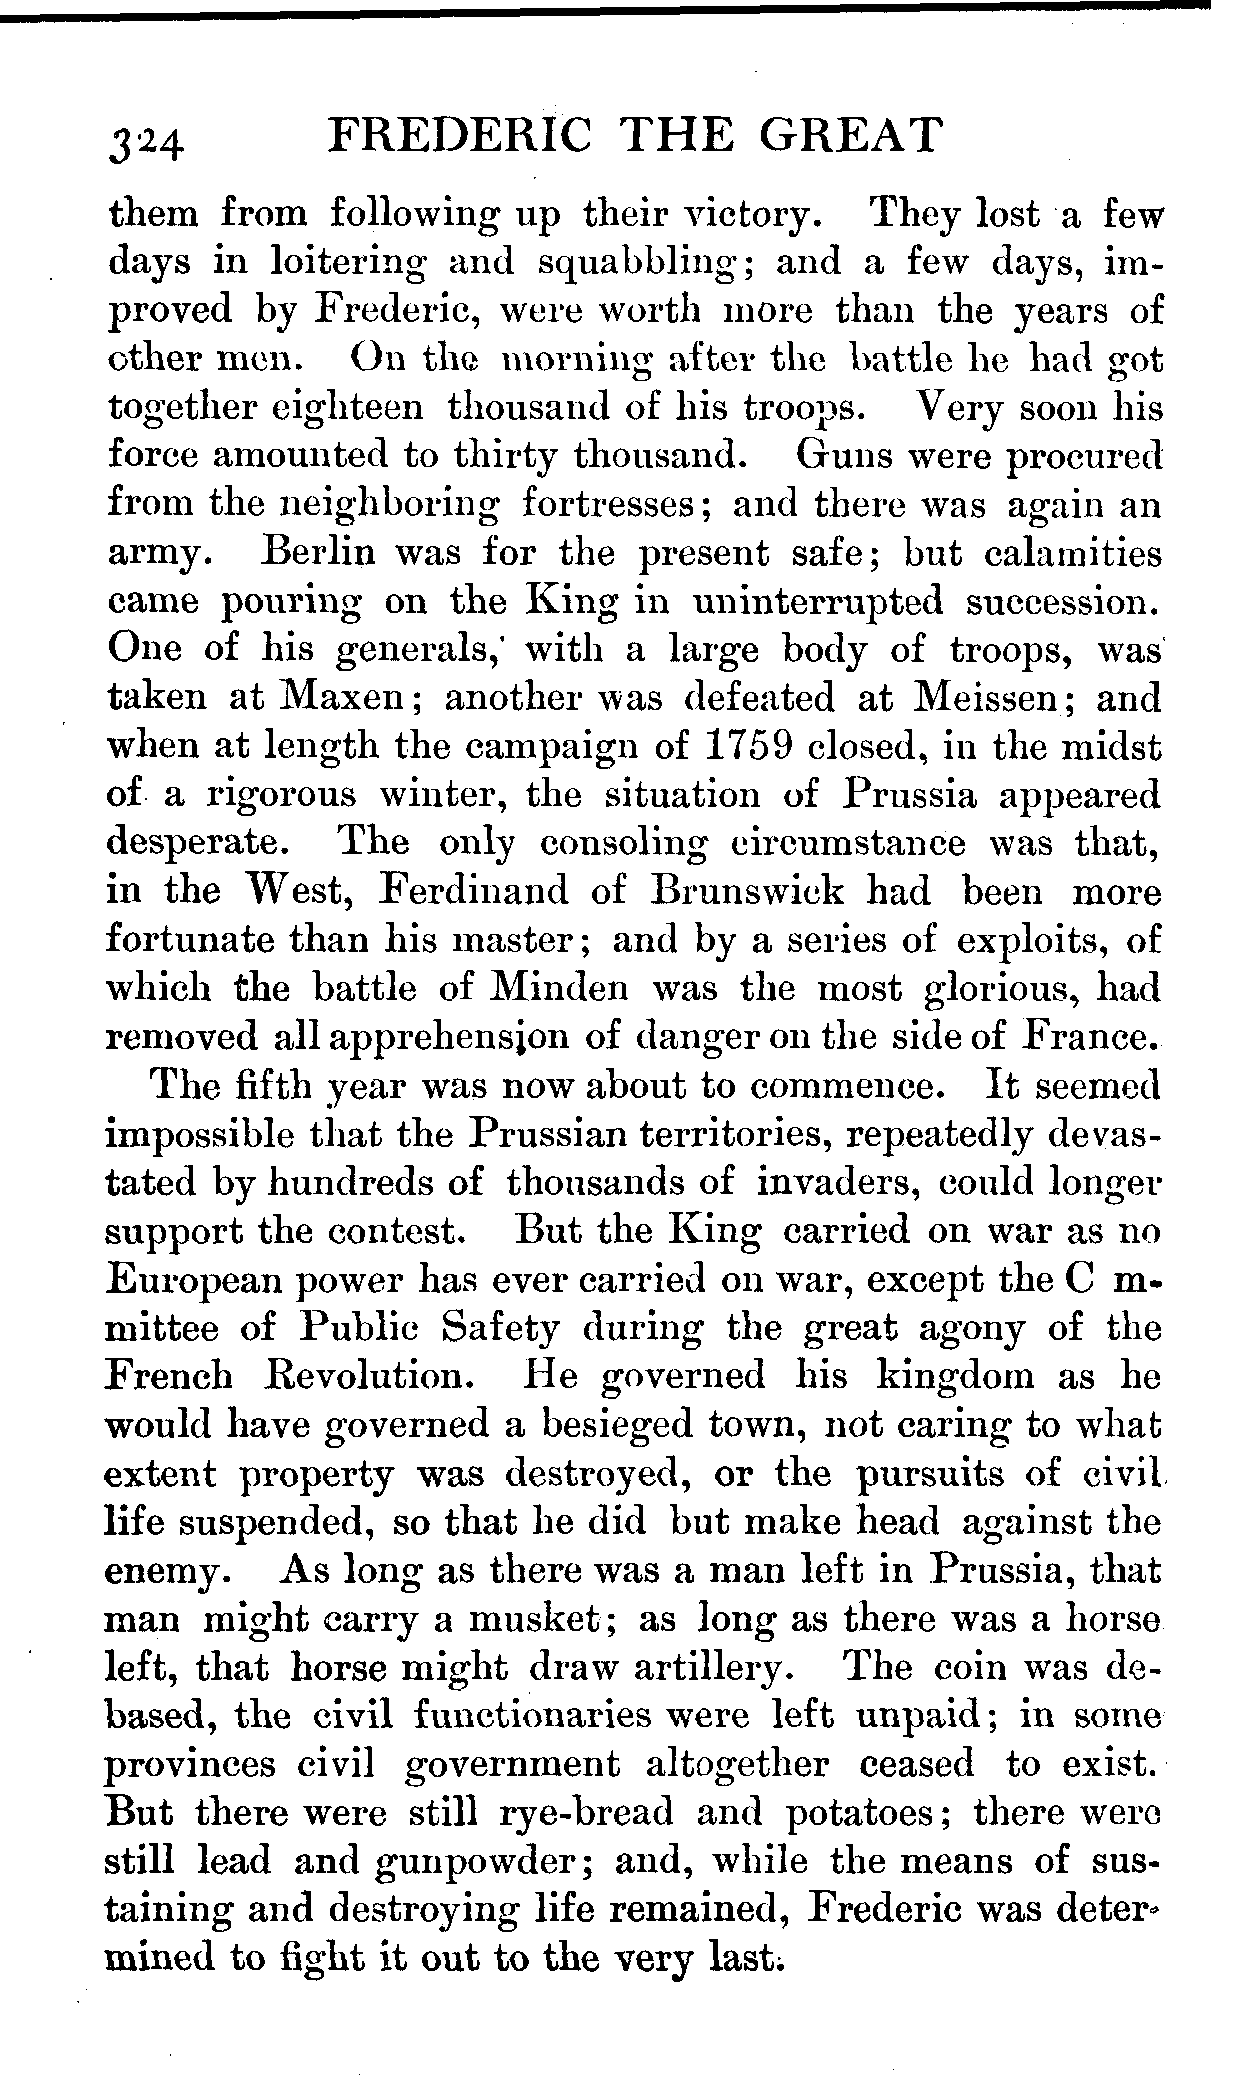 324 FREDERIC THE GREAT
them from following up their victory. They lost a few
days in loitering and squabbling; and a few days, im-
proved by Frederic, were worth more than the years of
other men. On the morning after the battle he had got
together eighteen thousand of his troops. Very soon his
force amounted to thirty thousand. Guns were procured
from the neighboring fortresses; and there was again an
army. Berlin was for the present safe; but calamities
came pouring on the King in uninterrupted succession.
One of his generals, with a large body of troops, was
taken at Maxen; another was defeated at Meissen; and
when at length the campaign of 1759 closed, in the midst
of a rigorous winter, the situation of Prussia appeared
desperate. The only consoling circumstance was that,
in the West, Ferdinand of Brunswick had been more
fortunate than his master; and by a series of exploits, of
which the battle of Minden was the most glorious, had
removed all apprehension of danger on the side of France.
The fifth year was now about to commence. It seemed
impossible that the Prussian territories, repeatedly devas-
tated by hundreds of thousands of invaders, could longer
support the contest. But the King carried on war as no
European power has ever carried on war, except the C m-
mittee of Public Safety during the great agony of the
French Revolution. He governed his kingdom as he
would have governed a besieged town, not caring to what
extent property was destroyed, or the pursuits of civil
life suspended, so that he did but make head against the
enemy. As long as there was a man left in Prussia, that
man might carry a musket; as long as there was a horse
left, that horse might draw artillery. The coin was de-
based, the civil functionaries were left unpaid; in some
provinces civil government altogether ceased to exist.
But there were still rye-bread and potatoes; there were
still lead and gunpowder; and, while the means of sus-
taining and destroying life remained, Frederic was deter-
mined to fight it out to the very last.